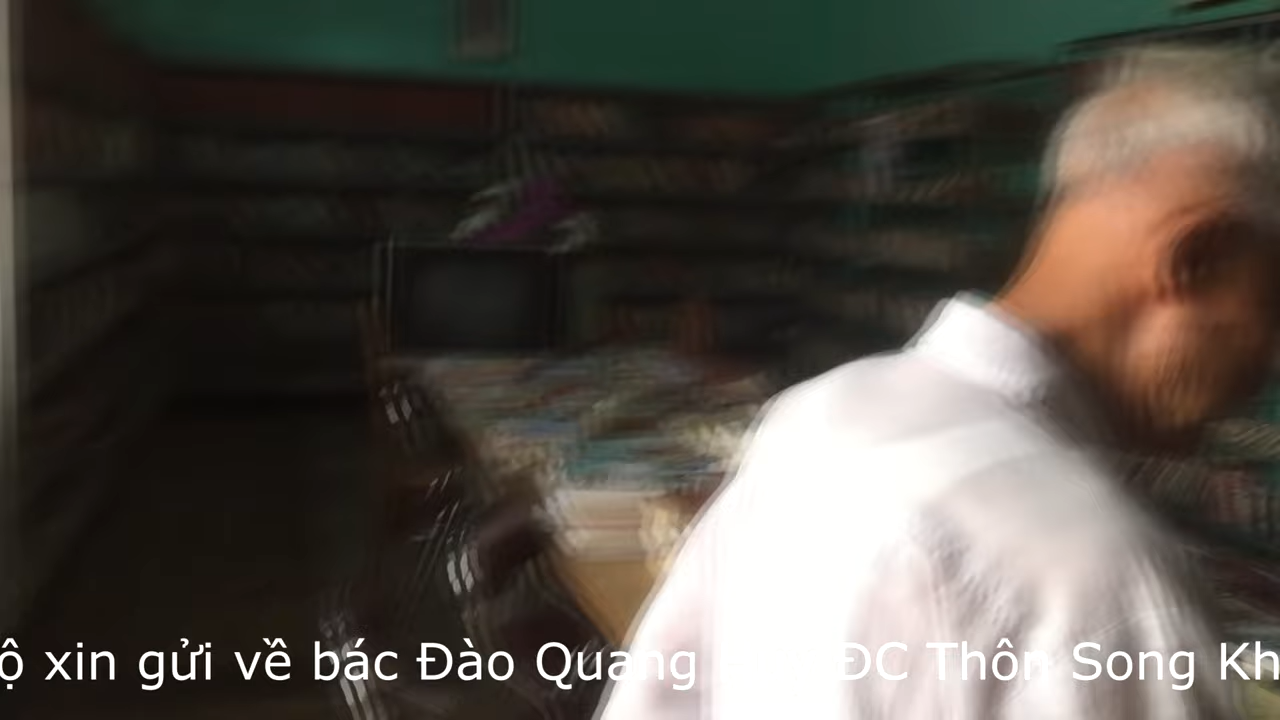 ộ xin gửi về bác Đào Quang ĐC Thôn Song Kh